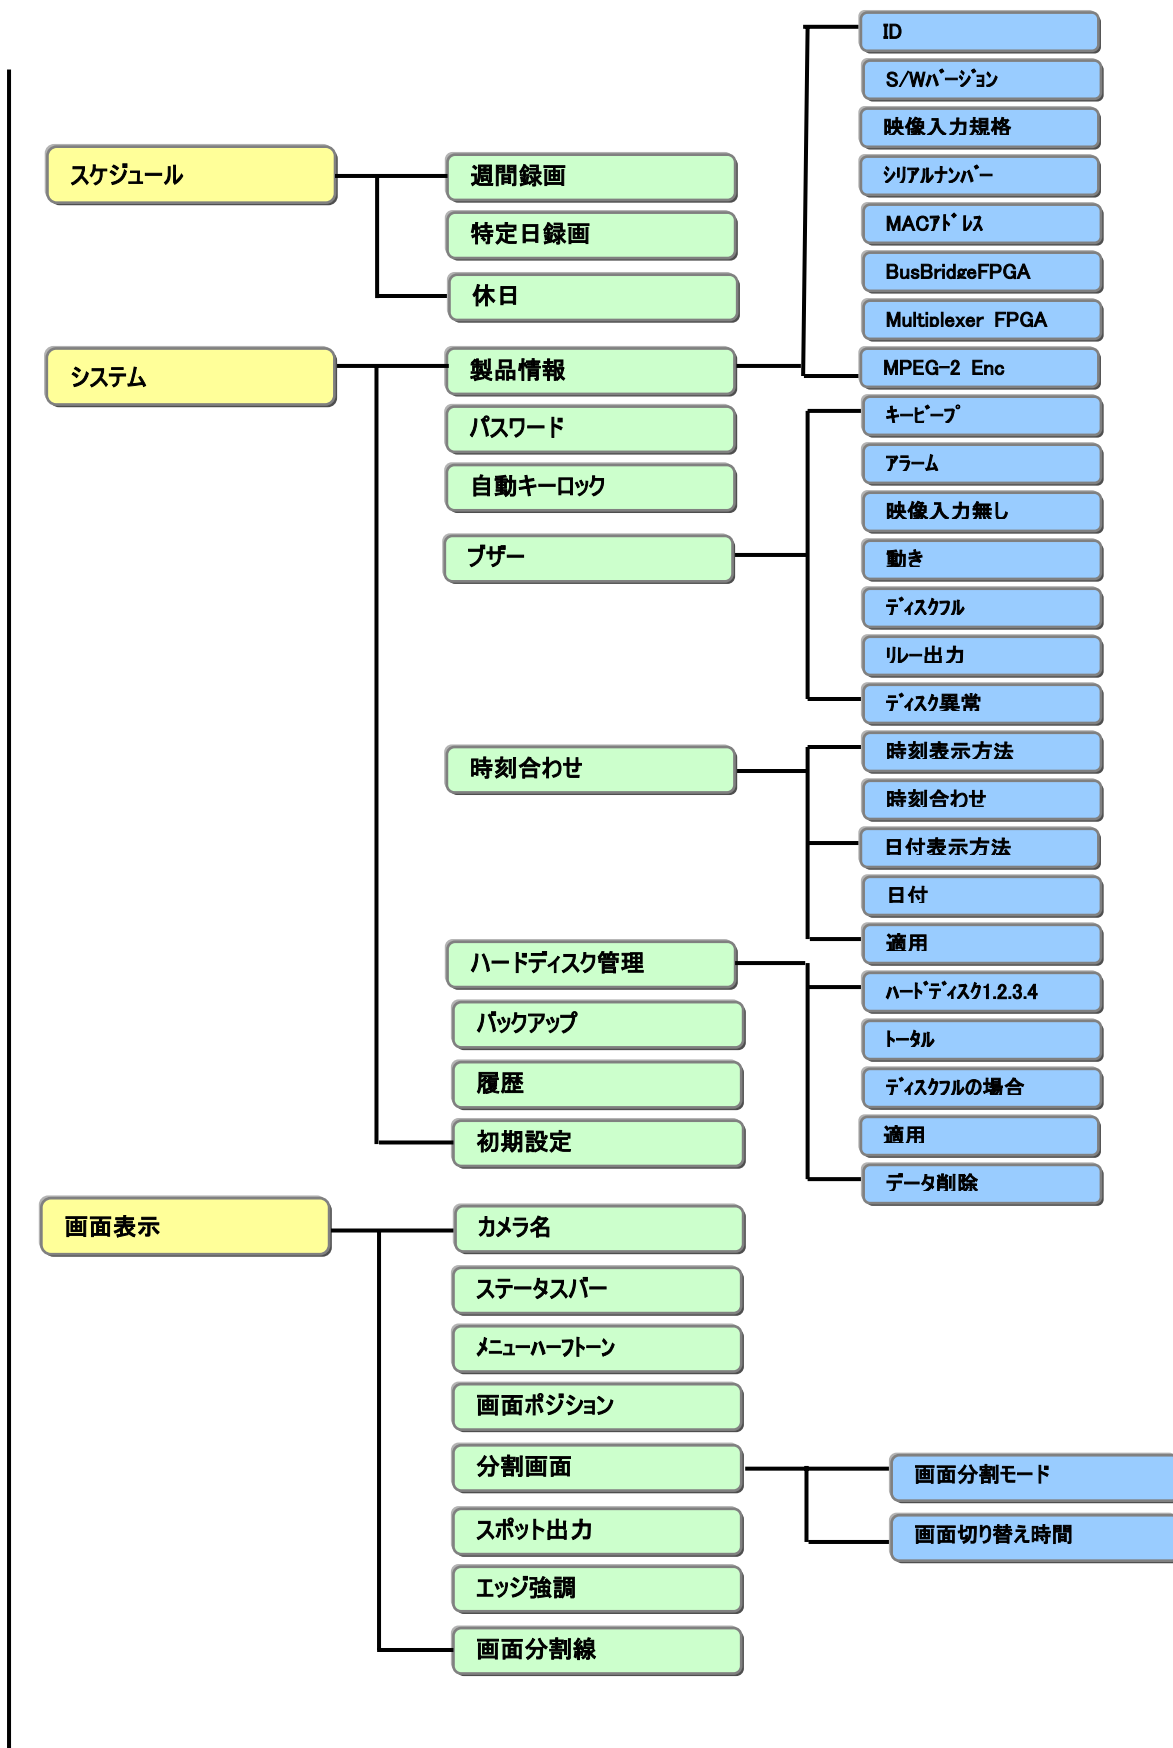 スケジュール
週間録画
特定日録画
休日
システム
製品情報
ID
S/Wバージョン
映像入力規格
シリアルナンバー
MACアドレス
BusBridgeFPGA
Multiplexer FPGA
MPEG-2 Enc
パスワード
自動キーロック
ブザー
キービープ
アラーム
映像入力無し
動き
ディスクフル
リレー出力
ディスク異常
時刻合わせ
時刻表示方法
時刻合わせ
日付表示方法
日付
適用
ハードディスク管理
ハードディスク1.2.3.4
トータル
ディスクフルの場合
適用
データ削除
バックアップ
履歴
初期設定
画面表示
カメラ名
ステータスバー
メニューハーフトーン
画面ポジション
分割画面
画面分割モード
画面切り替え時間
スポット出力
エッジ強調
画面分割線